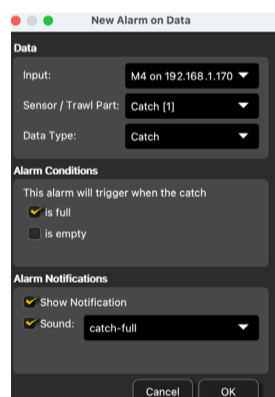 New Alarm on Data
Data
Input: M4 on 192.168.1.170
Sensor / Trawl Part: Catch [1]
Data Type: Catch
Alarm Conditions
This alarm will trigger when the catch
is full
is empty
Alarm Notifications
Show Notification
Sound: catch-full
Cancel OK